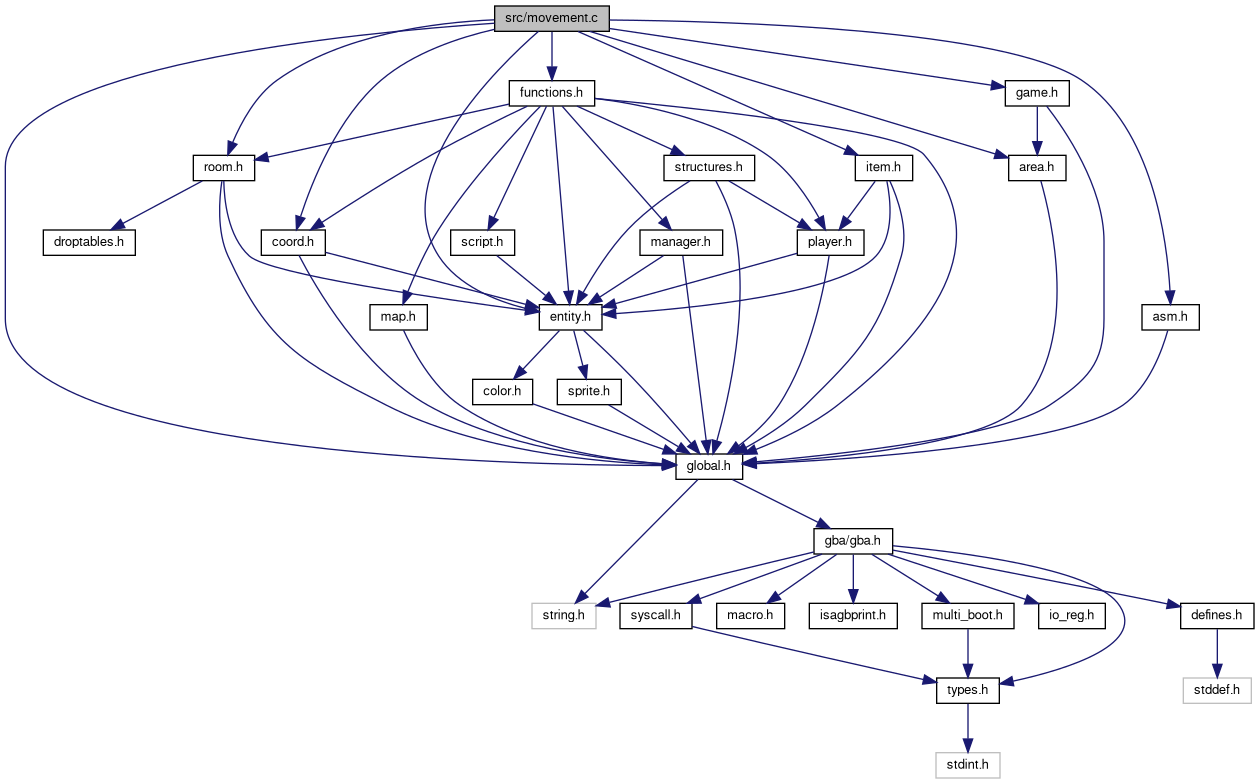 src/movement.c
functions.h
game.h
room.h
structures.h
item.h
area.h
droptables.h
coord.h
script.h
manager.h
player.h
map.h
entity.h
asm.h
color.h
sprite.h
global.h
gba/gba.h
string.h
syscall.h
macro.h
isagbprint.h
multi_boot.h
io_reg.h
defines.h
types.h
stddef.h
stdint.h